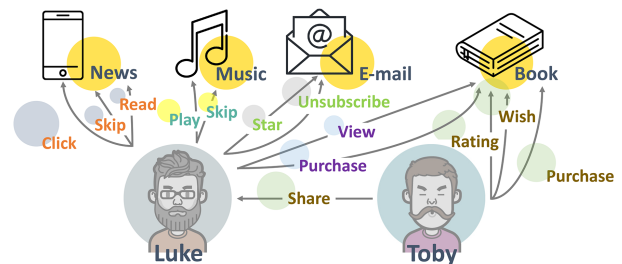 News
Music
E-mail
Book
Click
Skip
Read
Play
Skip
Star
Unsubscribe
View
Purchase
Rating
Wish
Purchase
Share
Luke
Toby
@